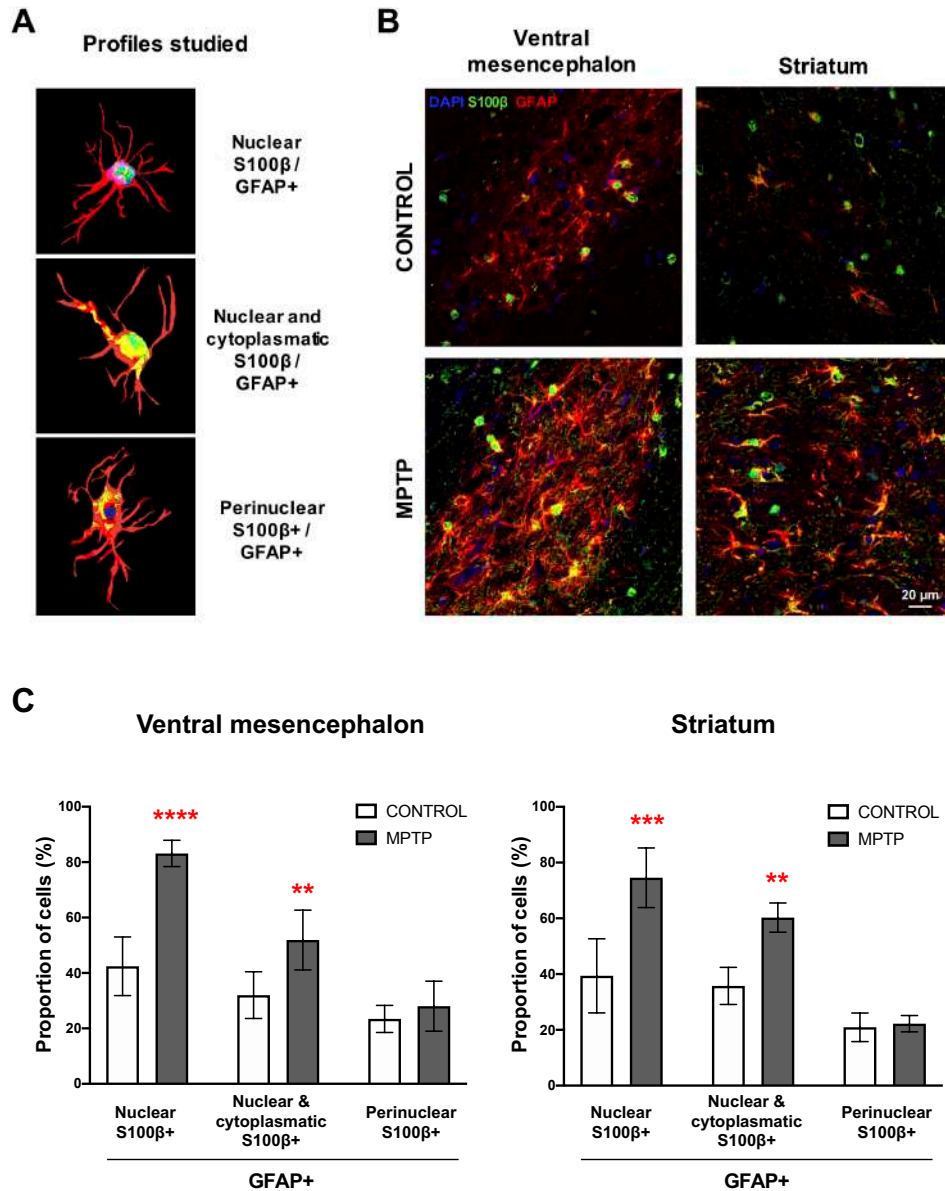 A
Profiles studied
Nuclear
S100β /
GFAP+
Nuclear and
cytoplasmatic
S100β /
GFAP+
Perinuclear
S100β+ /
GFAP+
B
Ventral
mesencephalon
Striatum
CONTROL
DAPI S100β GFAP
MPTP
20 µm
C
Ventral mesencephalon
Proportion of cells (%)
100
80
60
40
20
0
****
**
CONTROL
MPTP
Nuclear
S100β+
Nuclear &
cytoplasmatic
S100β+
Perinuclear
S100β+
GFAP+
Striatum
Proportion of cells (%)
100
80
60
40
20
0
***
**
CONTROL
MPTP
Nuclear
S100β+
Nuclear &
cytoplasmatic
S100β+
Perinuclear
S100β+
GFAP+